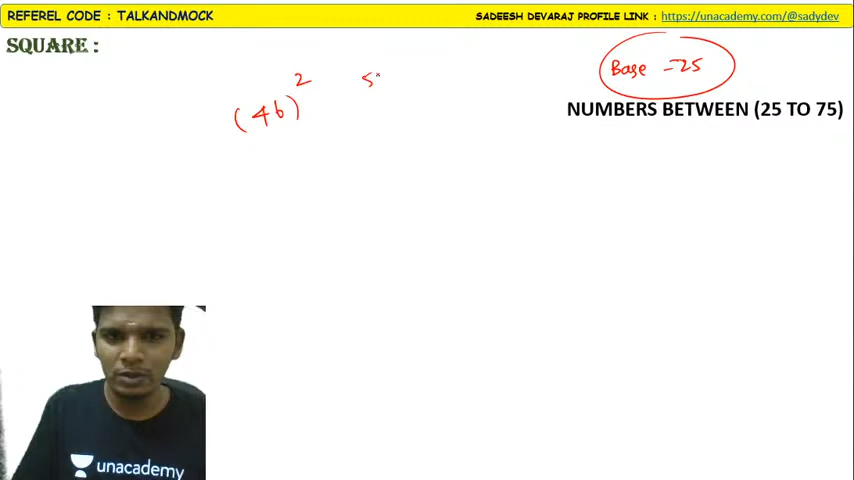 REFEREL CODE : TALKANDMOCK
SADEESH DEVARAJ PROFILE LINK : https://unacademy.com/@sadydev
SQUARE :
Base = 25
(46)² 5
NUMBERS BETWEEN (25 TO 75)
unacademy